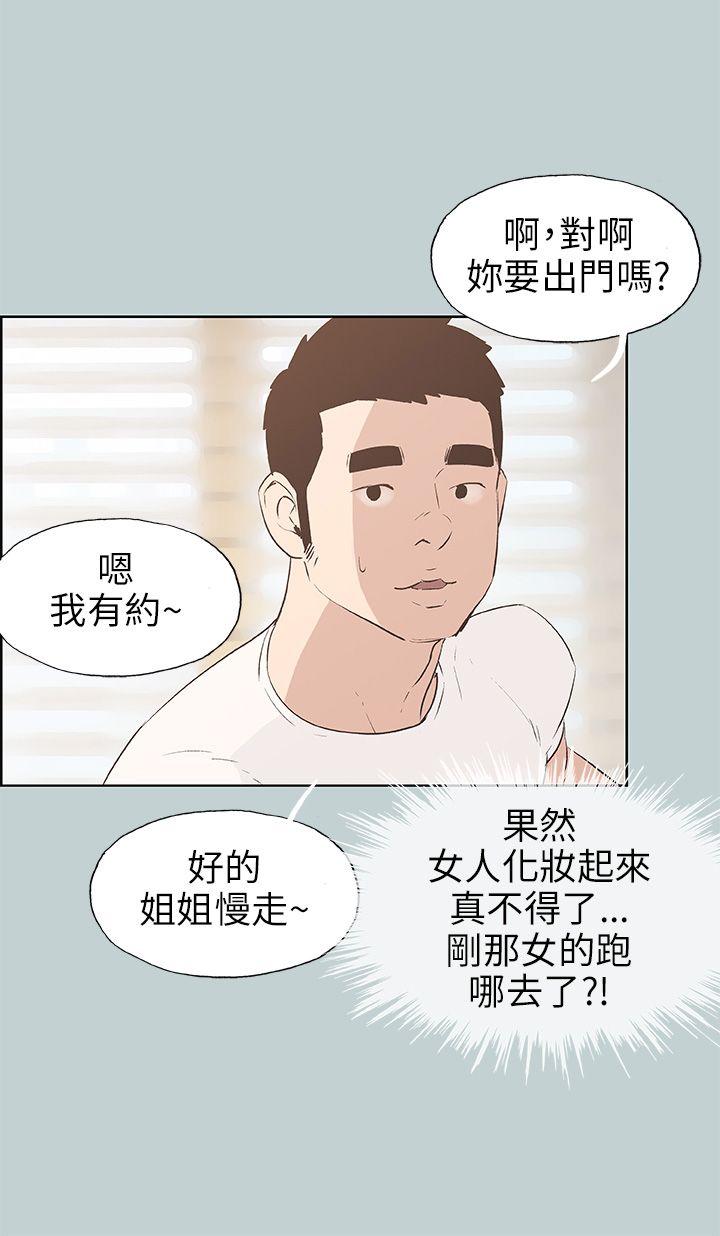 啊，對啊
妳要出門嗎?
嗯
我有約~
好的
姐姐慢走~
果然
女人化妝起來
真不得了...
剛那女的跑
哪去了?!